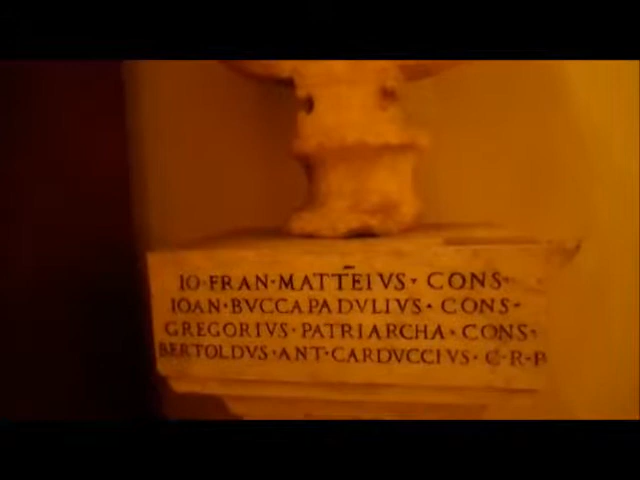 IO·FRAN·MATTEIVS·CONS·
IOAN·BVCCAPADVLIVS·CONS·
GREGORIVS·PATRIARCHA·CONS·
BERTOLDVS·ANT·CARDVCCIVS·C·R·P